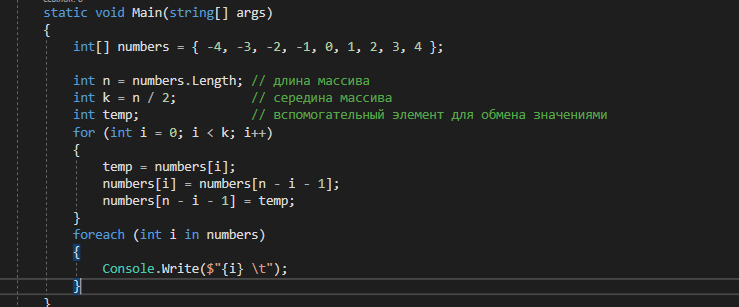 static void Main(string[] args)
{
int[] numbers = { -4, -3, -2, -1, 0, 1, 2, 3, 4 };
int n = numbers.Length; // длина массива
int k = n / 2; // середина массива
int temp; // вспомогательный элемент для обмена значениями
for (int i = 0; i < k; i++)
{
temp = numbers[i];
numbers[i] = numbers[n - i - 1];
numbers[n - i - 1] = temp;
}
foreach (int i in numbers)
{
Console.Write($"{i} \t");
}
}